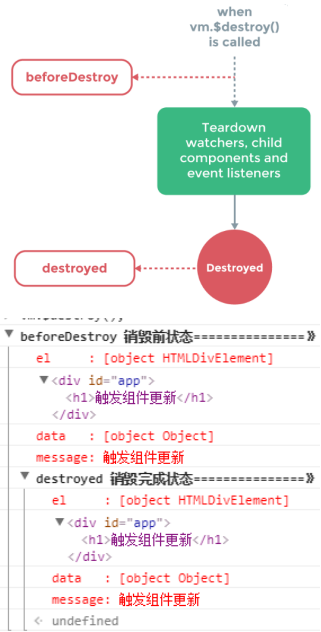 when
vm.$destroy()
is called
beforeDestroy
Teardown
watchers, child
components and
event listeners
destroyed
Destroyed
vm.$destroy();
beforeDestroy 销毁前状态===============》
el     : [object HTMLDivElement]
<div id="app">
<h1>触发组件更新</h1>
</div>
data   : [object Object]
message: 触发组件更新
destroyed 销毁完成状态===============》
el     : [object HTMLDivElement]
<div id="app">
<h1>触发组件更新</h1>
</div>
data   : [object Object]
message: 触发组件更新
undefined